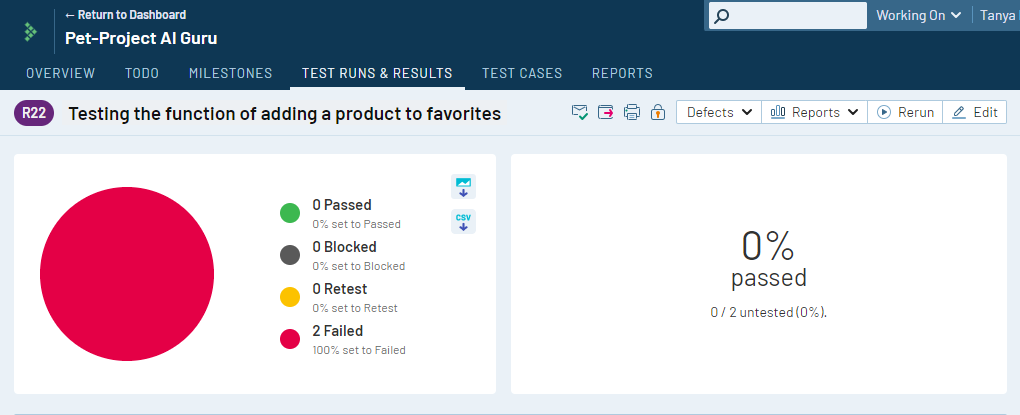 ← Return to Dashboard
Pet-Project AI Guru
Working On
Tanya
OVERVIEW TODO MILESTONES TEST RUNS & RESULTS TEST CASES REPORTS
R22 Testing the function of adding a product to favorites
Defects Reports Rerun Edit
0 Passed
0% set to Passed
0 Blocked
0% set to Blocked
0 Retest
0% set to Retest
2 Failed
100% set to Failed
CSV
0%
passed
0 / 2 untested (0%).